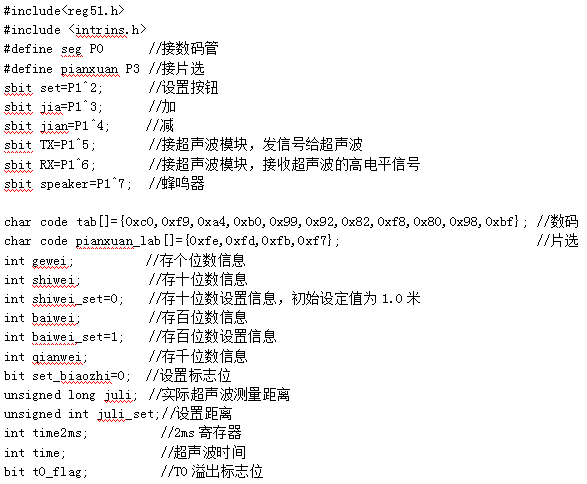 #include<reg51.h>
#include <intrins.h>
#define seg P0 //接数码管
#define pianxuan P3 //接片选
sbit set=P1^2; //设置按钮
sbit jia=P1^3; //加
sbit jian=P1^4; //减
sbit TX=P1^5; //接超声波模块，发信号给超声波
sbit RX=P1^6; //接超声波模块，接收超声波的高电平信号
sbit speaker=P1^7; //蜂鸣器
char code tab[]={0xc0,0xf9,0xa4,0xb0,0x99,0x92,0x82,0xf8,0x80,0x98,0xbf}; //数码
char code pianxuan_lab[]={0xfe,0xfd,0xfb,0xf7}; //片选
int gewei; //存个位数信息
int shiwei; //存十位数信息
int shiwei_set=0; //存十位数设置信息，初始设定值为1.0米
int baiwei; //存百位数信息
int baiwei_set=1; //存百位数设置信息
int qianwei; //存千位数信息
bit set_biaozhi=0; //设置标志位
unsigned long juli; //实际超声波测量距离
unsigned int juli_set;//设置距离
int time2ms; //2ms寄存器
int time; //超声波时间
bit t0_flag; //T0溢出标志位